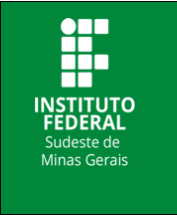 INSTITUTO
FEDERAL
Sudeste de
Minas Gerais